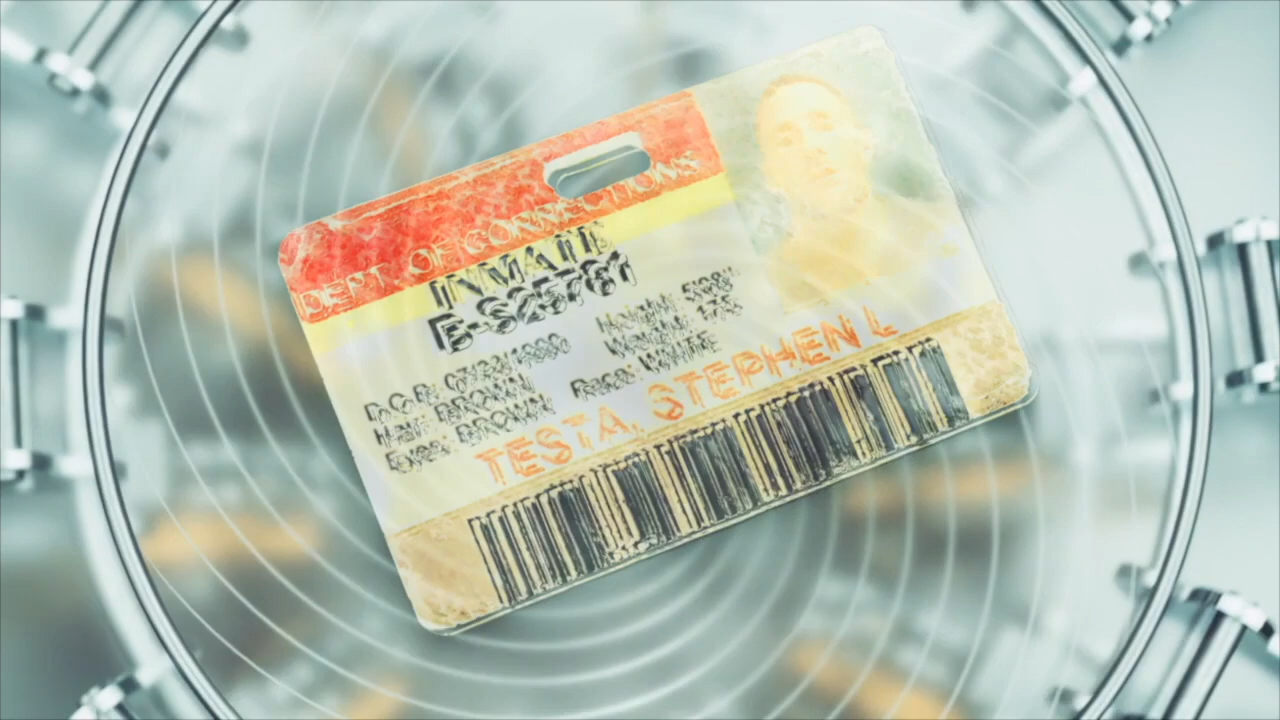 DEPT. OF CORRECTIONS
INMATE
E-S25781
Height: 5'08"
Weight: 175
Hair: BROWN Race: WHITE
Eyes: BROWN
TESTA, STEPHEN L